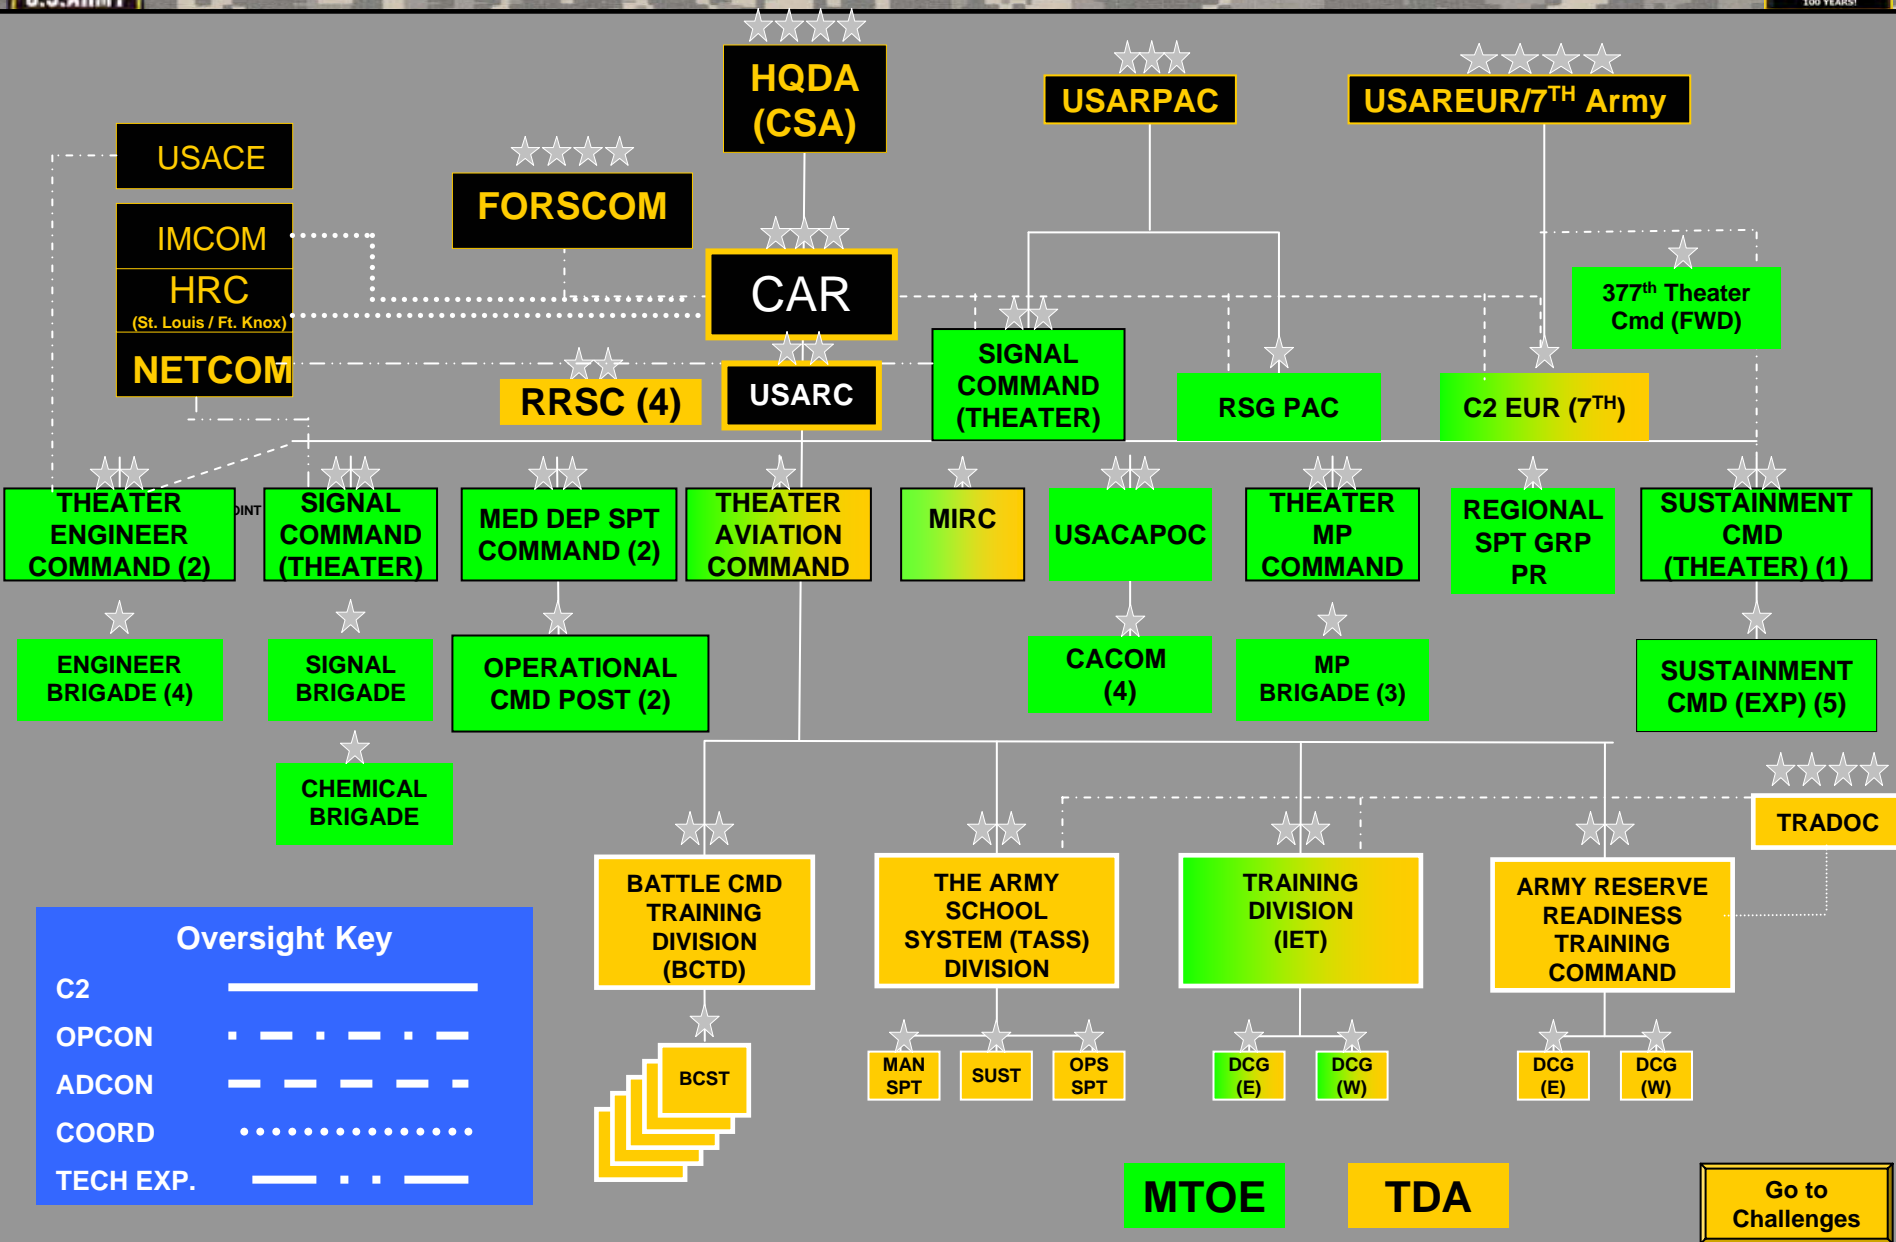 U.S.ARMY
100 YEARS!
HQDA
(CSA)
USARPAC
USAREUR/7TH Army
USACE
FORSCOM
IMCOM
HRC
(St. Louis / Ft. Knox)
NETCOM
CAR
377th Theater
Cmd (FWD)
RRSC (4)
USARC
SIGNAL
COMMAND
(THEATER)
RSG PAC
C2 EUR (7TH)
THEATER
ENGINEER
COMMAND (2)
SIGNAL
COMMAND
(THEATER)
MED DEP SPT
COMMAND (2)
THEATER
AVIATION
COMMAND
MIRC
USACAPOC
THEATER
MP
COMMAND
REGIONAL
SPT GRP
PR
SUSTAINMENT
CMD
(THEATER) (1)
ENGINEER
BRIGADE (4)
SIGNAL
BRIGADE
OPERATIONAL
CMD POST (2)
CACOM
(4)
MP
BRIGADE (3)
SUSTAINMENT
CMD (EXP) (5)
CHEMICAL
BRIGADE
TRADOC
BATTLE CMD
TRAINING
DIVISION
(BCTD)
THE ARMY
SCHOOL
SYSTEM (TASS)
DIVISION
TRAINING
DIVISION
(IET)
ARMY RESERVE
READINESS
TRAINING
COMMAND
BCST
MAN
SPT
SUST
OPS
SPT
DCG
(E)
DCG
(W)
DCG
(E)
DCG
(W)
Oversight Key
C2
OPCON
ADCON
COORD
TECH EXP.
MTOE
TDA
Go to
Challenges